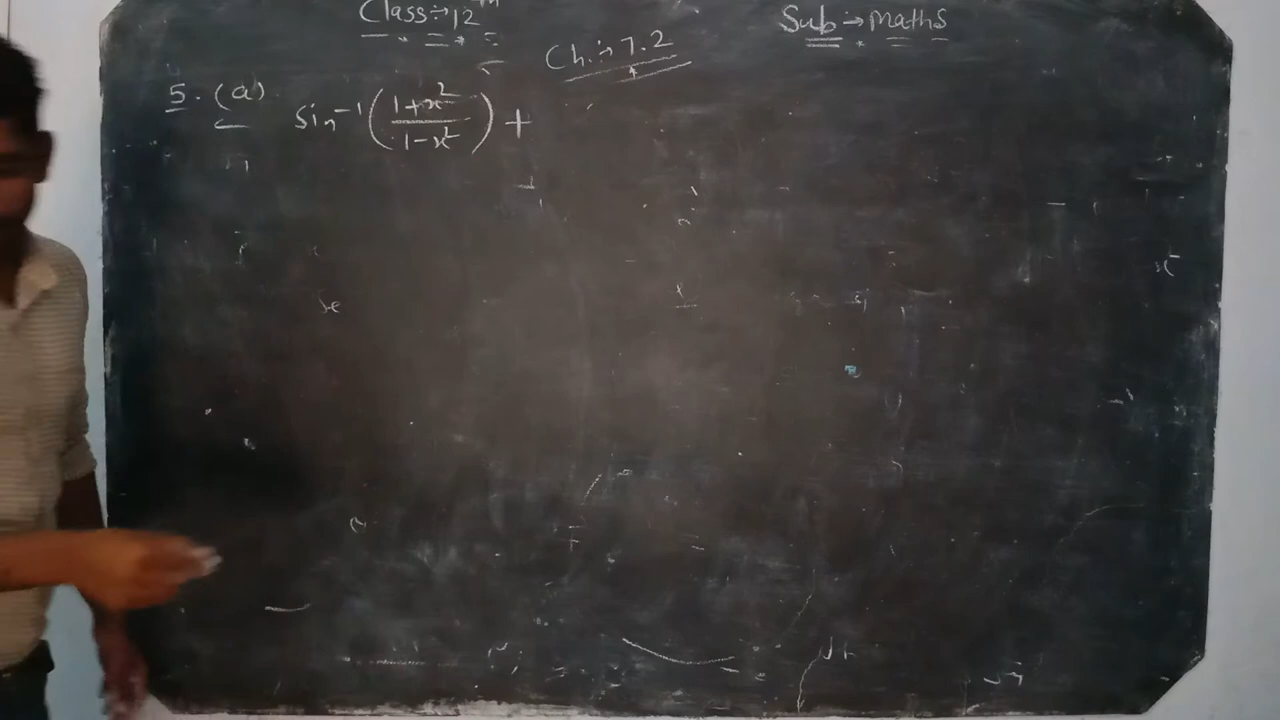 Class:-12th Sub:→Maths
Ch.:→7.2
5. (a) Sin⁻¹((1+x²)/(1-x²)) +